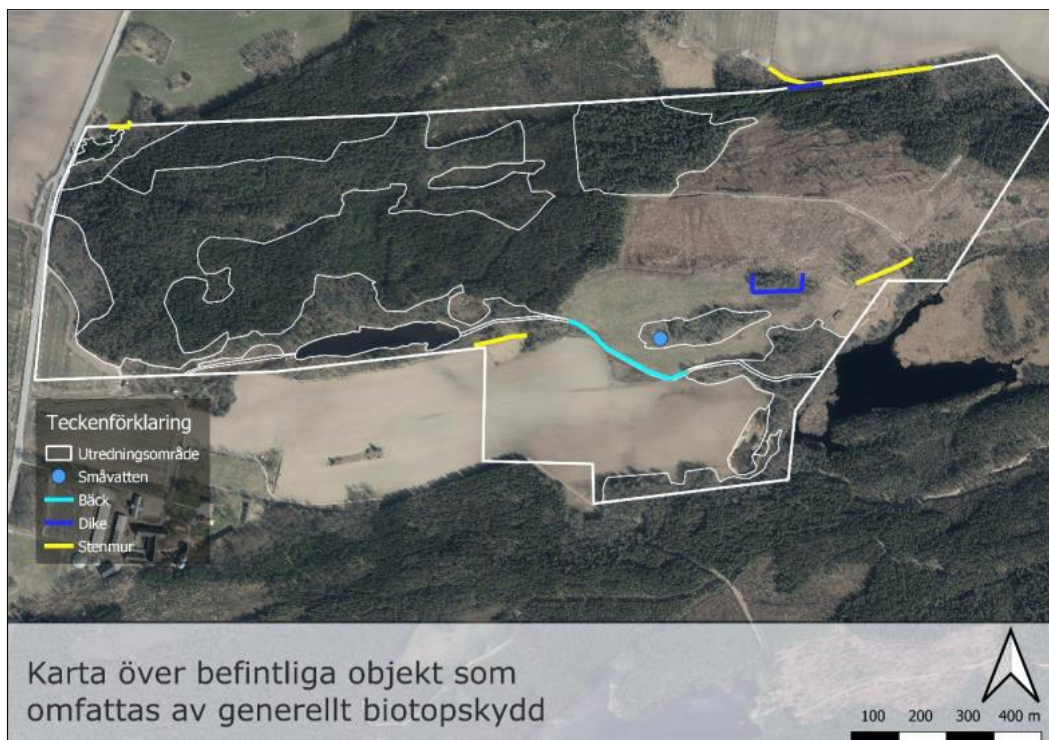 Teckenförklaring
Utredningsområde
Småvatten
Bäck
Dike
Stenmur
Karta över befintliga objekt som
omfattas av generellt biotopskydd
100 200 300 400 m